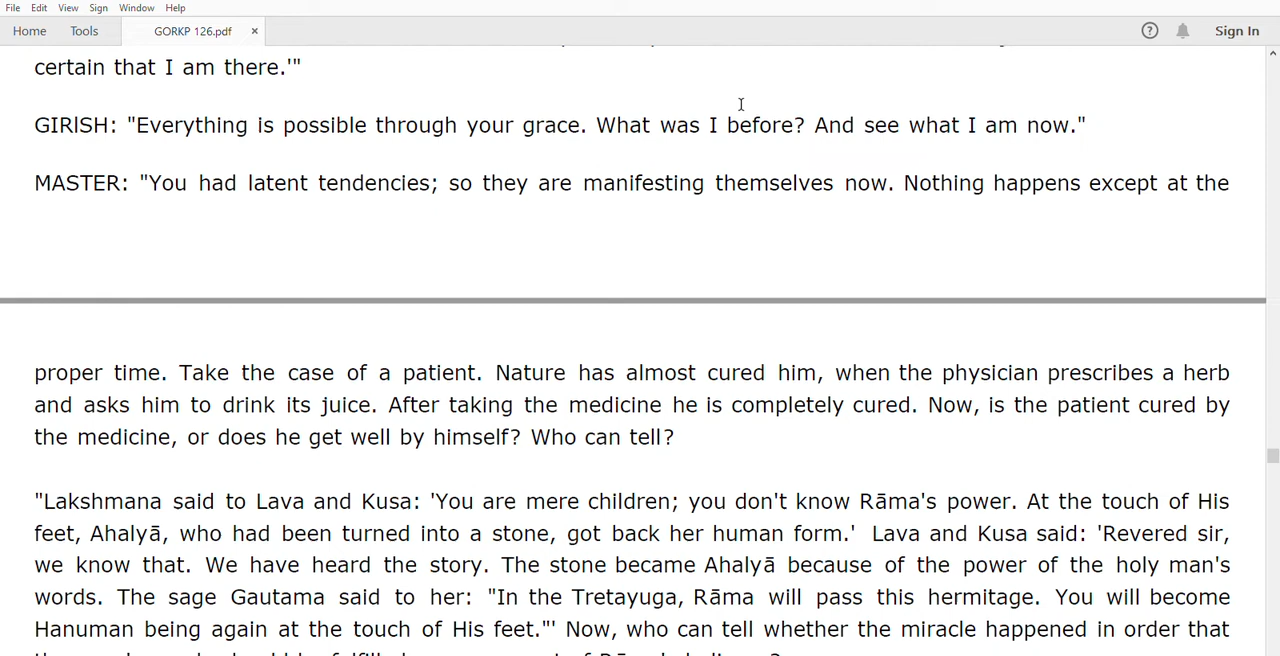 File Edit View Sign Window Help
Home Tools GORKP 126.pdf × ? Sign In
certain that I am there.'"
GIRISH: "Everything is possible through your grace. What was I before? And see what I am now."
MASTER: "You had latent tendencies; so they are manifesting themselves now. Nothing happens except at the
proper time. Take the case of a patient. Nature has almost cured him, when the physician prescribes a herb
and asks him to drink its juice. After taking the medicine he is completely cured. Now, is the patient cured by
the medicine, or does he get well by himself? Who can tell?
"Lakshmana said to Lava and Kusa: 'You are mere children; you don't know Rāma's power. At the touch of His
feet, Ahalyā, who had been turned into a stone, got back her human form.' Lava and Kusa said: 'Revered sir,
we know that. We have heard the story. The stone became Ahalyā because of the power of the holy man's
words. The sage Gautama said to her: "In the Tretayuga, Rāma will pass this hermitage. You will become
Hanuman being again at the touch of His feet."' Now, who can tell whether the miracle happened in order that